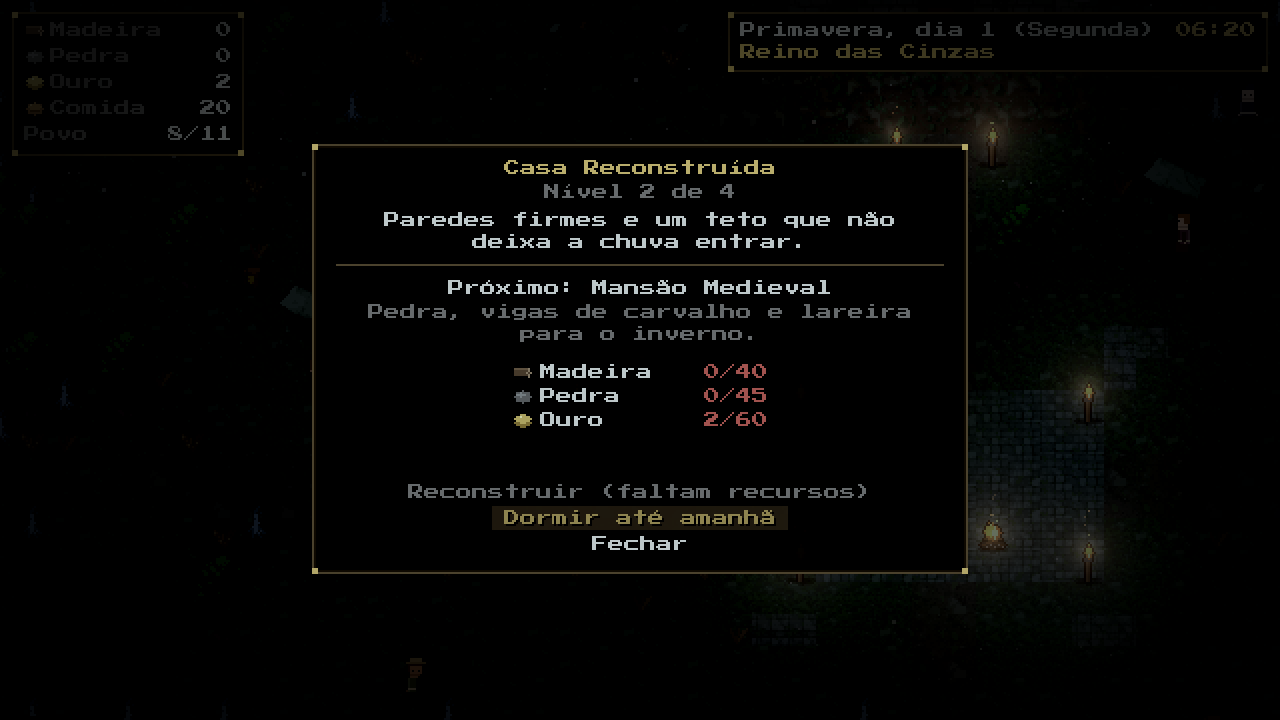 Madeira 0
Pedra 0
Ouro 2
Comida 20
Povo 8/11
Primavera, dia 1 (Segunda) 06:20
Reino das Cinzas
Casa Reconstruída
Nível 2 de 4
Paredes firmes e um teto que não
deixa a chuva entrar.
Próximo: Mansão Medieval
Pedra, vigas de carvalho e lareira
para o inverno.
Madeira 0/40
Pedra 0/45
Ouro 2/60
Reconstruir (faltam recursos)
Dormir até amanhã
Fechar